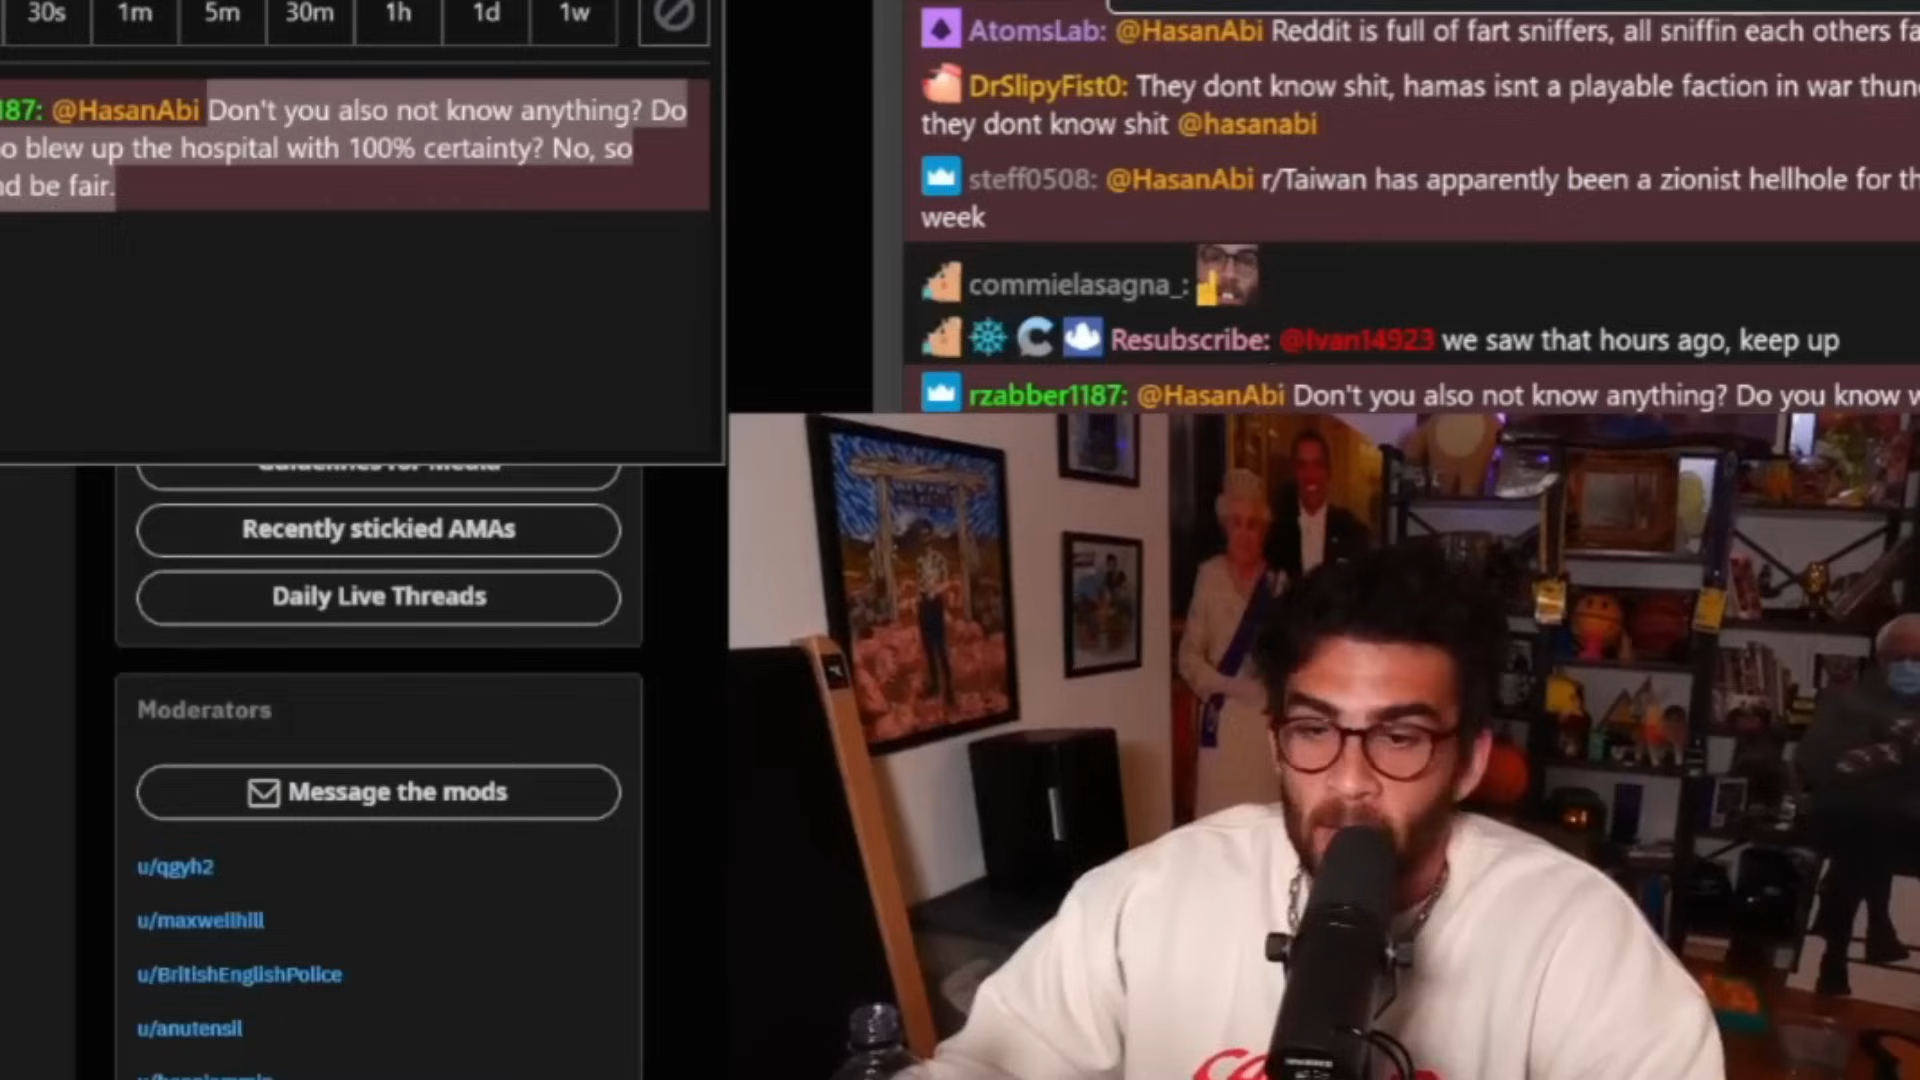 30s 1m 5m 30m 1h 1d 1w
187: @HasanAbi Don't you also not know anything? Do
o blew up the hospital with 100% certainty? No, so
nd be fair.
Guidelines for Media
Recently stickied AMAs
Daily Live Threads
Moderators
Message the mods
u/qgyh2
u/maxwellhill
u/BritishEnglishPolice
u/anutensil
AtomsLab: @HasanAbi Reddit is full of fart sniffers, all sniffin each others fa
DrSlipyFist0: They dont know shit, hamas isnt a playable faction in war thun
they dont know shit @hasanabi
steff0508: @HasanAbi r/Taiwan has apparently been a zionist hellhole for th
week
commielasagna_:
Resubscribe: @Ivan14923 we saw that hours ago, keep up
rzabber1187: @HasanAbi Don't you also not know anything? Do you know w